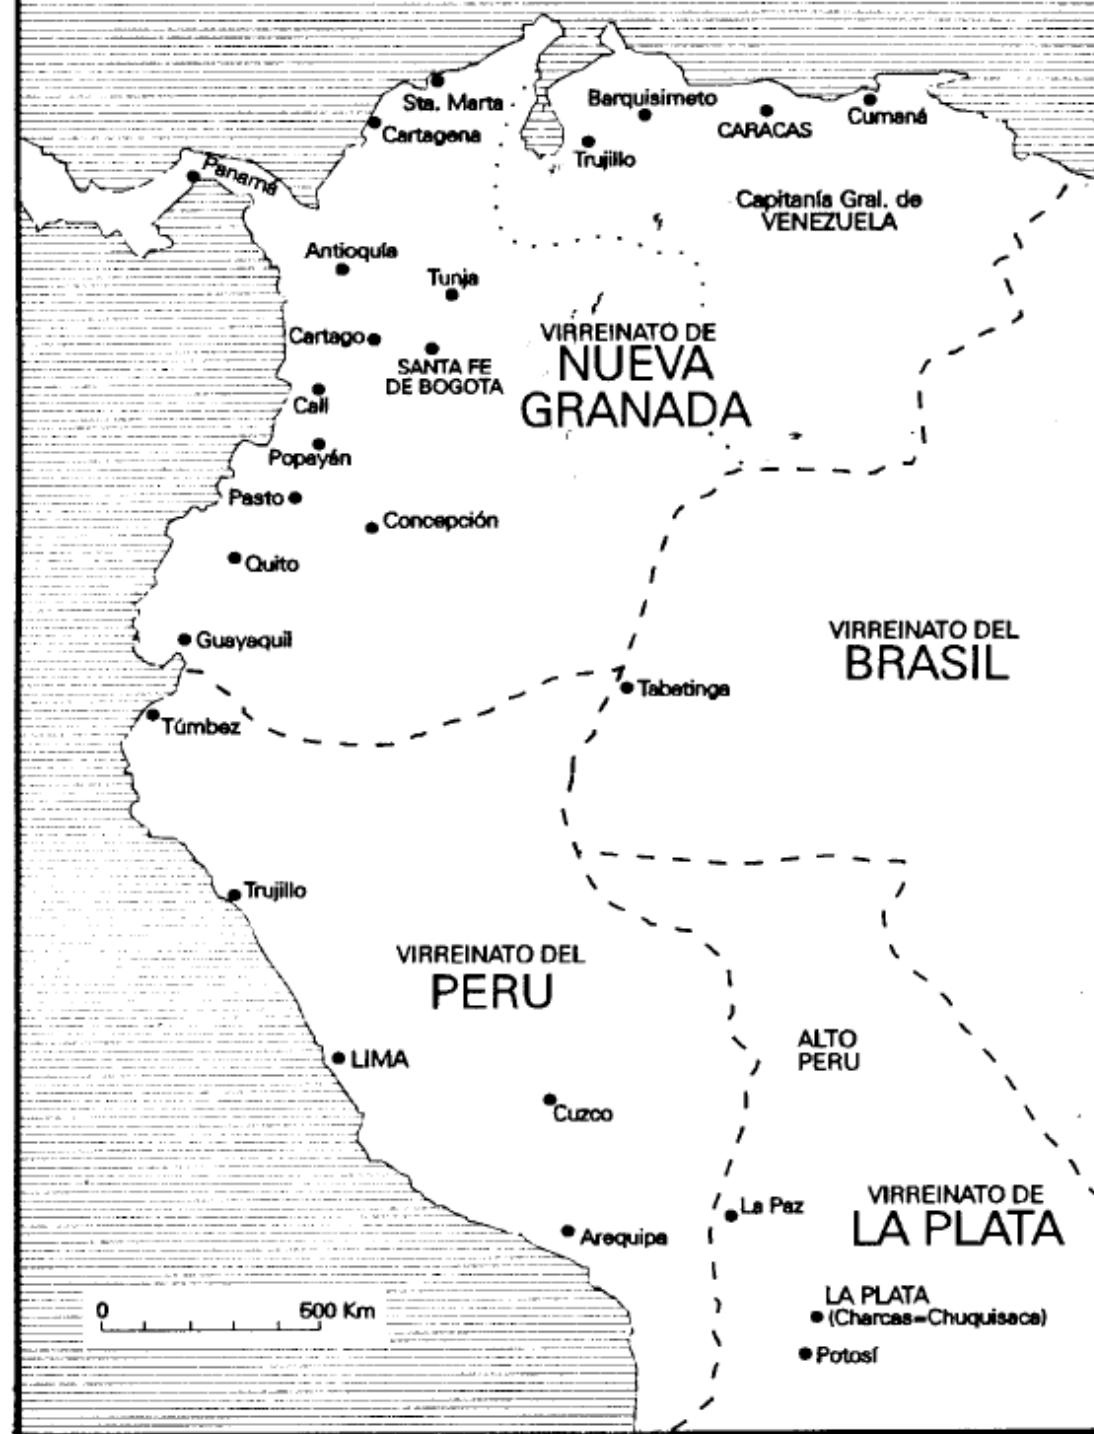 Sta. Marta
Barquisimeto
CARACAS
Cumaná
Cartagena
Trujillo
Panamá
Capitanía Gral. de
VENEZUELA
Antioquía
Tunja
Cartago
SANTA FE
DE BOGOTA
VIRREINATO DE
NUEVA
GRANADA
Cali
Popayán
Pasto
Concepción
Quito
Guayaquil
VIRREINATO DEL
BRASIL
Tabatinga
Túmbez
Trujillo
VIRREINATO DEL
PERU
LIMA
ALTO
PERU
Cuzco
La Paz
VIRREINATO DE
LA PLATA
Arequipa
LA PLATA
(Charcas=Chuquisaca)
Potosí
0 500 Km